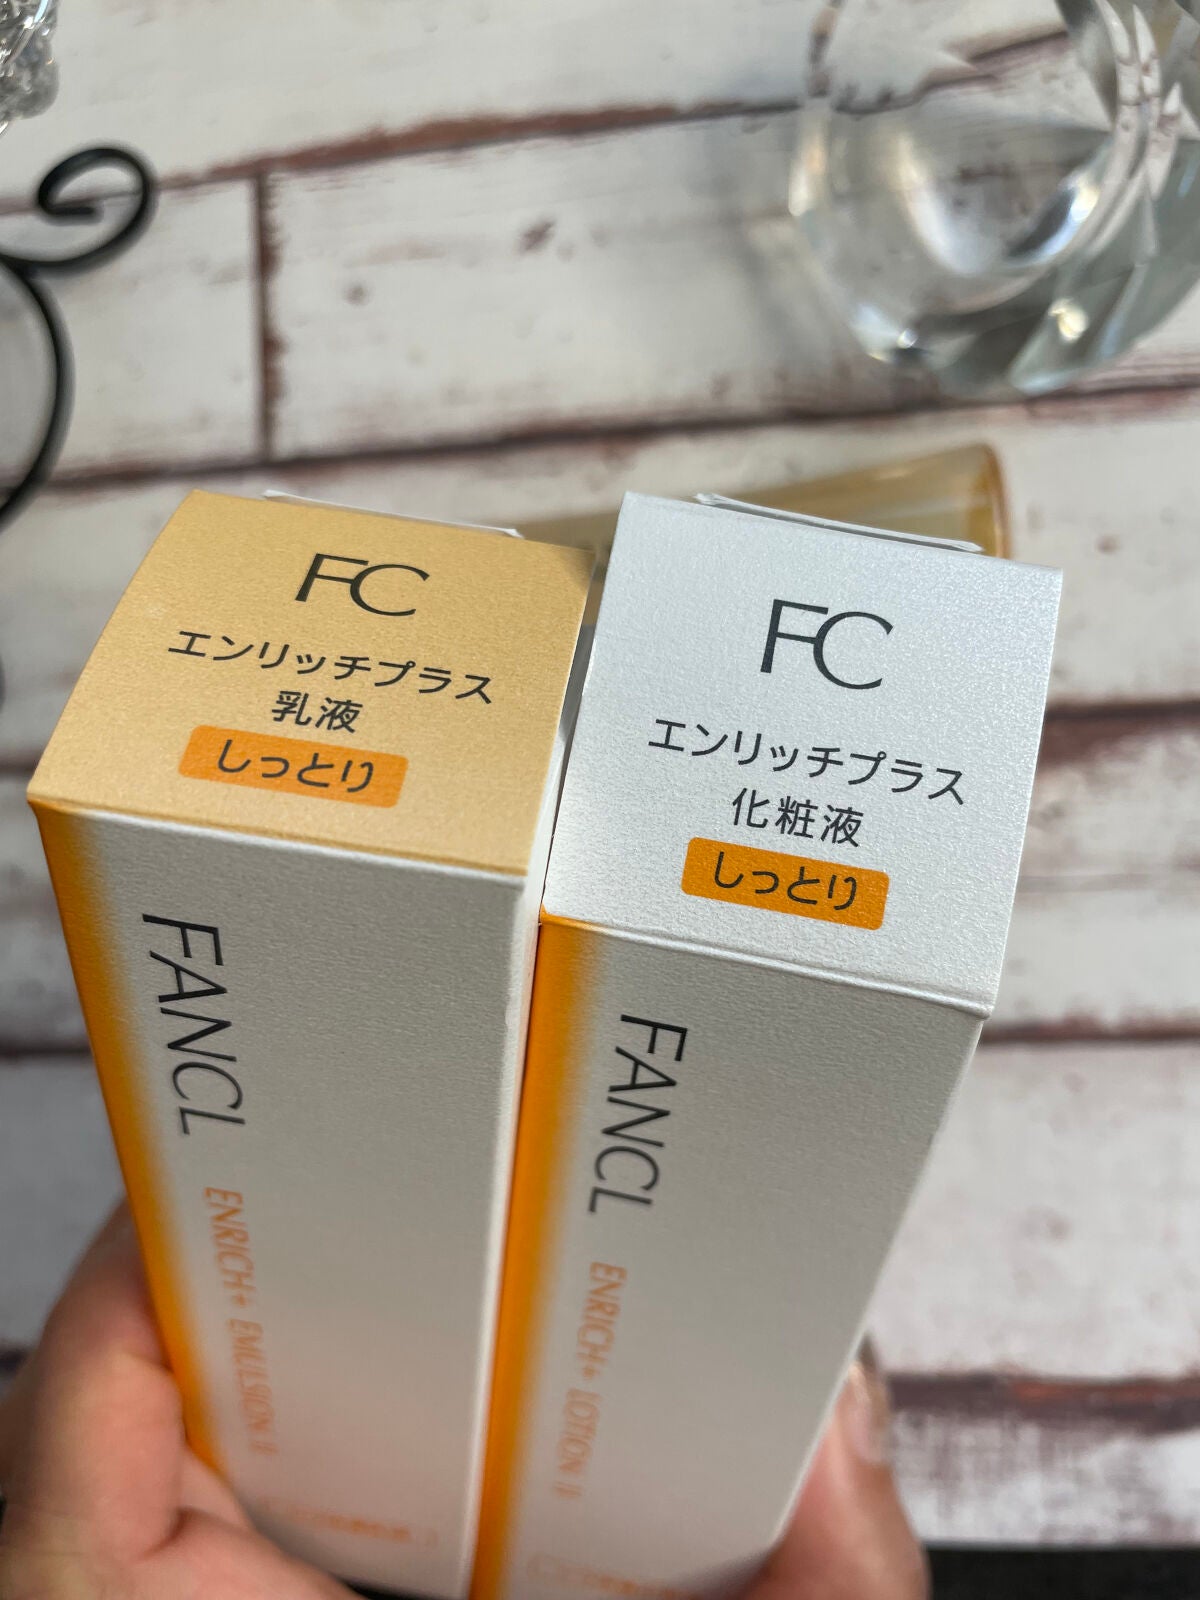 FC
エンリッチプラス
乳液
しっとり
FANCL
ENRICH+ EMULSION II
FC
エンリッチプラス
化粧液
しっとり
FANCL
ENRICH+ LOTION II